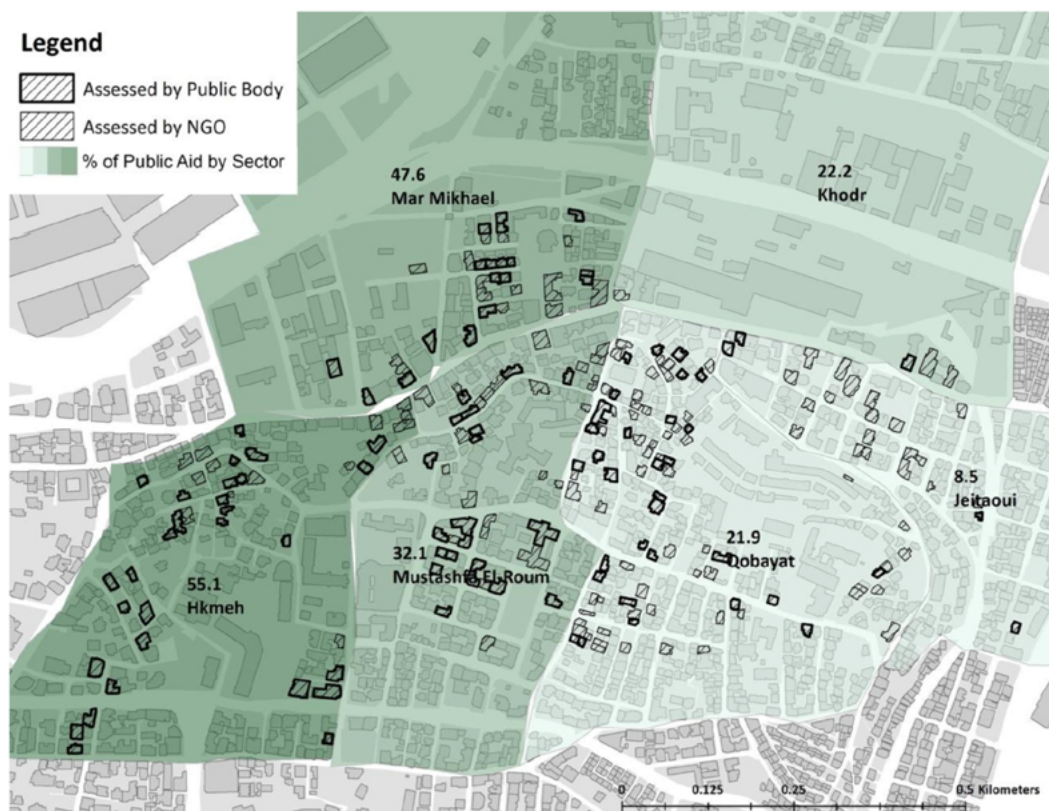 Legend
Assessed by Public Body
Assessed by NGO
% of Public Aid by Sector
47.6
Mar Mikhael
22.2
Khodr
8.5
Jeitaoui
21.9
Qobayat
32.1
Mustashfa El-Roum
55.1
Hkmeh
0 0.125 0.25 0.5 Kilometers